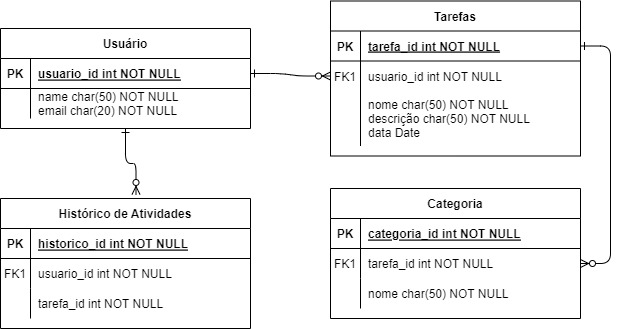 Usuário
PK usuario_id int NOT NULL
name char(50) NOT NULL
email char(20) NOT NULL
Tarefas
PK tarefa_id int NOT NULL
FK1 usuario_id int NOT NULL
nome char(50) NOT NULL
descrição char(50) NOT NULL
data Date
Histórico de Atividades
PK historico_id int NOT NULL
FK1 usuario_id int NOT NULL
tarefa_id int NOT NULL
Categoria
PK categoria_id int NOT NULL
FK1 tarefa_id int NOT NULL
nome char(50) NOT NULL